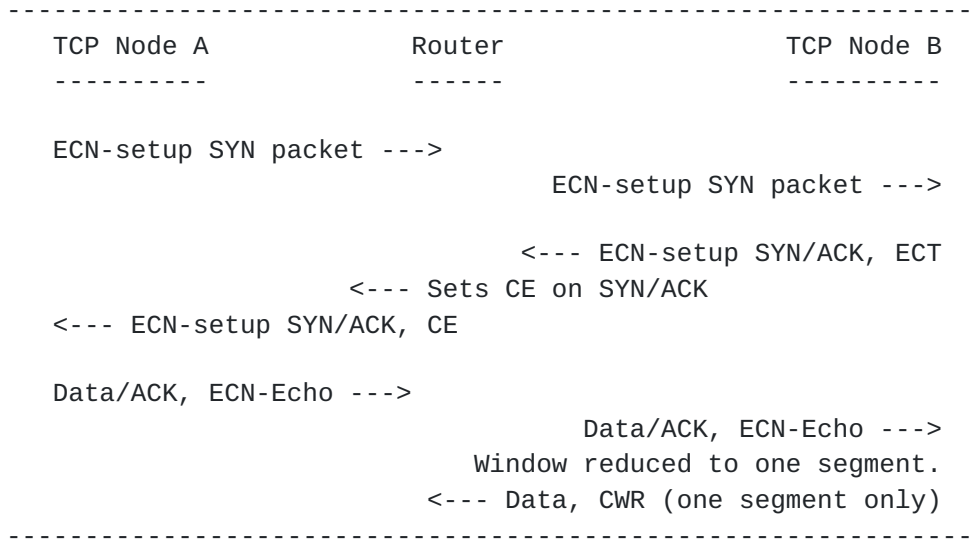 ---------------------------------------------------------------
TCP Node A             Router                  TCP Node B
----------             ------                  ----------
ECN-setup SYN packet --->
ECN-setup SYN packet --->
<--- ECN-setup SYN/ACK, ECT
<--- Sets CE on SYN/ACK
<--- ECN-setup SYN/ACK, CE
Data/ACK, ECN-Echo --->
Data/ACK, ECN-Echo --->
Window reduced to one segment.
<--- Data, CWR (one segment only)
---------------------------------------------------------------